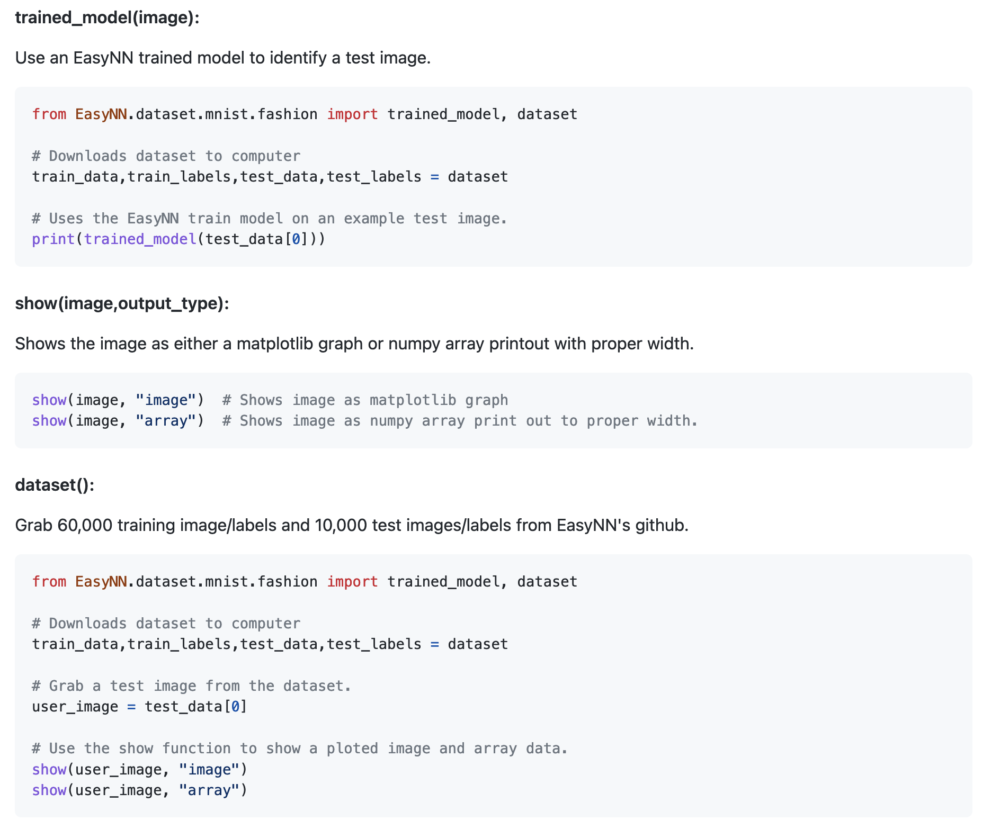 trained_model(image):
Use an EasyNN trained model to identify a test image.
from EasyNN.dataset.mnist.fashion import trained_model, dataset
# Downloads dataset to computer
train_data,train_labels,test_data,test_labels = dataset
# Uses the EasyNN train model on an example test image.
print(trained_model(test_data[0]))
show(image,output_type):
Shows the image as either a matplotlib graph or numpy array printout with proper width.
show(image, "image")  # Shows image as matplotlib graph
show(image, "array")  # Shows image as numpy array print out to proper width.
dataset():
Grab 60,000 training image/labels and 10,000 test images/labels from EasyNN's github.
from EasyNN.dataset.mnist.fashion import trained_model, dataset
# Downloads dataset to computer
train_data,train_labels,test_data,test_labels = dataset
# Grab a test image from the dataset.
user_image = test_data[0]
# Use the show function to show a ploted image and array data.
show(user_image, "image")
show(user_image, "array")